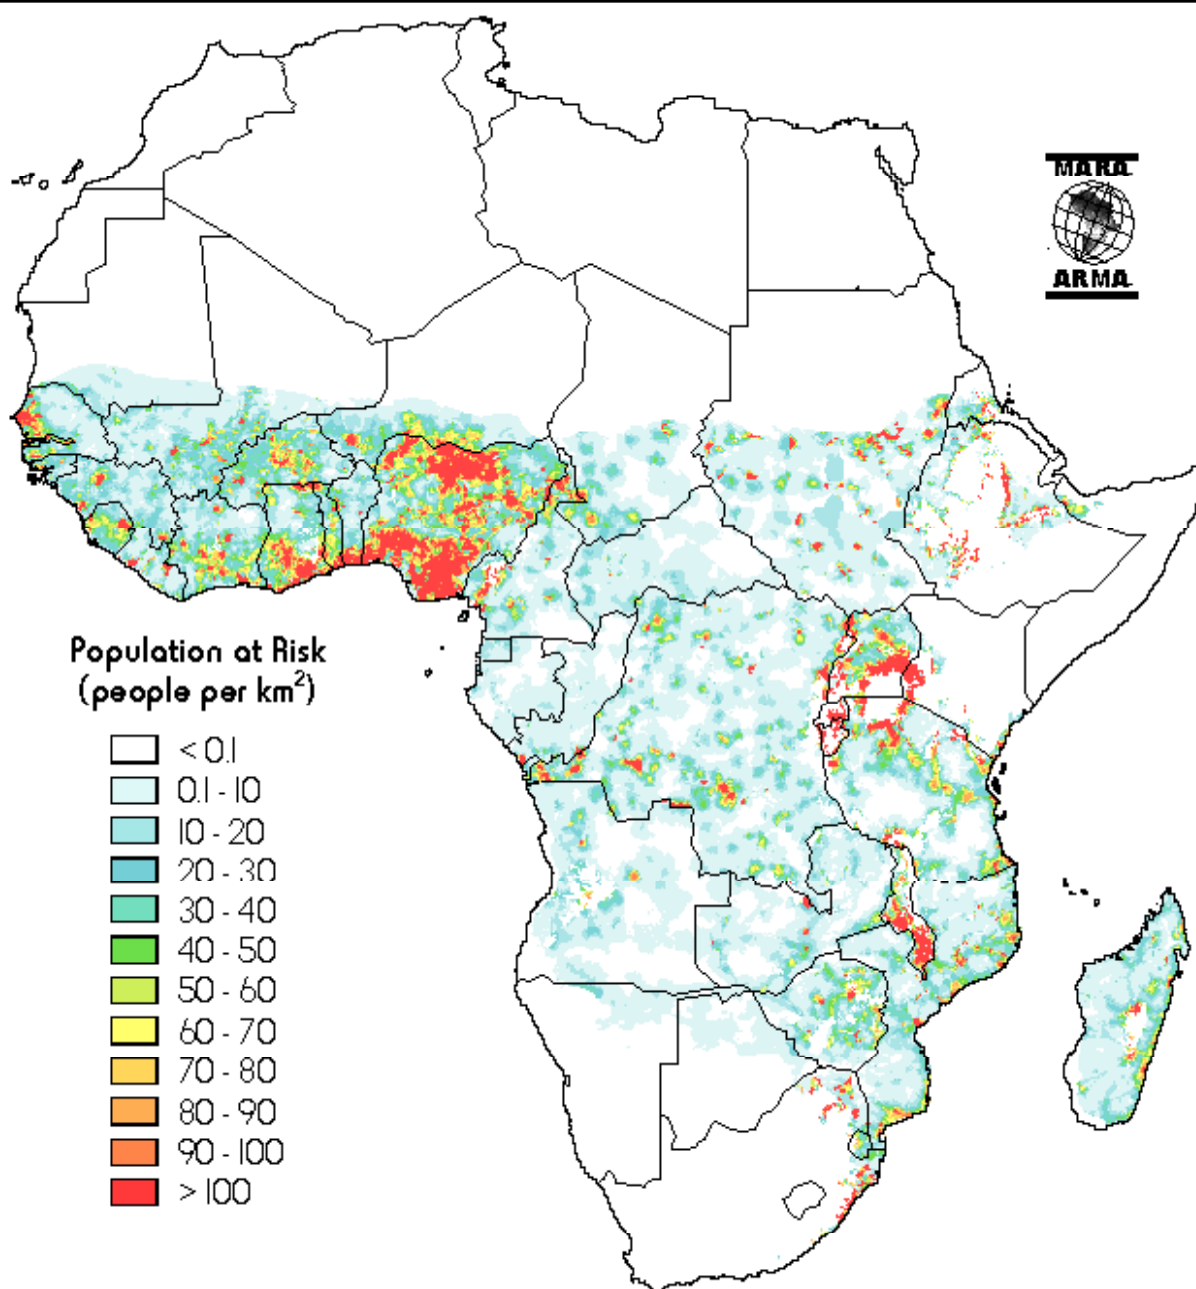 MARA
ARMA
Population at Risk
(people per km²)
< 0.1
0.1 - 10
10 - 20
20 - 30
30 - 40
40 - 50
50 - 60
60 - 70
70 - 80
80 - 90
90 - 100
> 100